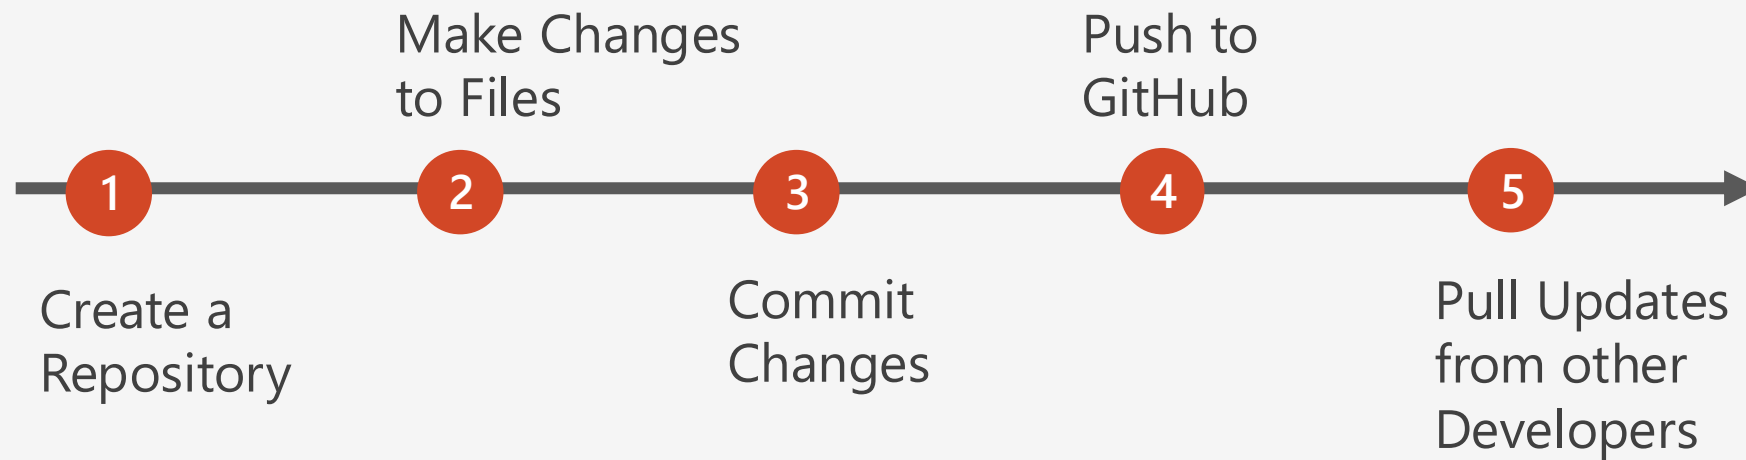 Make Changes
to Files
Push to
GitHub
1
2
3
4
5
Create a
Repository
Commit
Changes
Pull Updates
from other
Developers